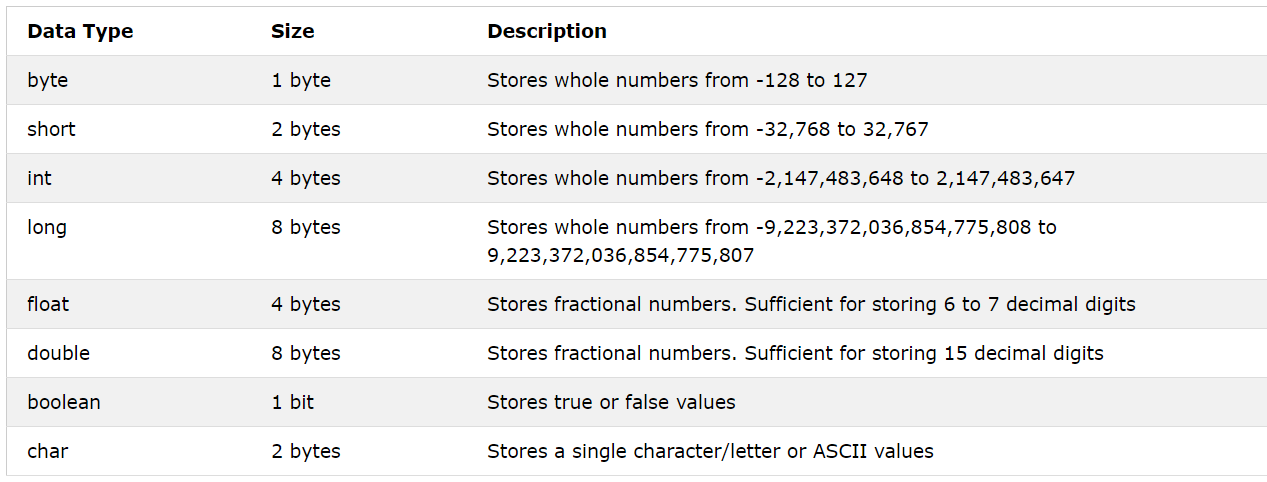 Data Type Size Description
byte 1 byte Stores whole numbers from -128 to 127
short 2 bytes Stores whole numbers from -32,768 to 32,767
int 4 bytes Stores whole numbers from -2,147,483,648 to 2,147,483,647
long 8 bytes Stores whole numbers from -9,223,372,036,854,775,808 to
9,223,372,036,854,775,807
float 4 bytes Stores fractional numbers. Sufficient for storing 6 to 7 decimal digits
double 8 bytes Stores fractional numbers. Sufficient for storing 15 decimal digits
boolean 1 bit Stores true or false values
char 2 bytes Stores a single character/letter or ASCII values